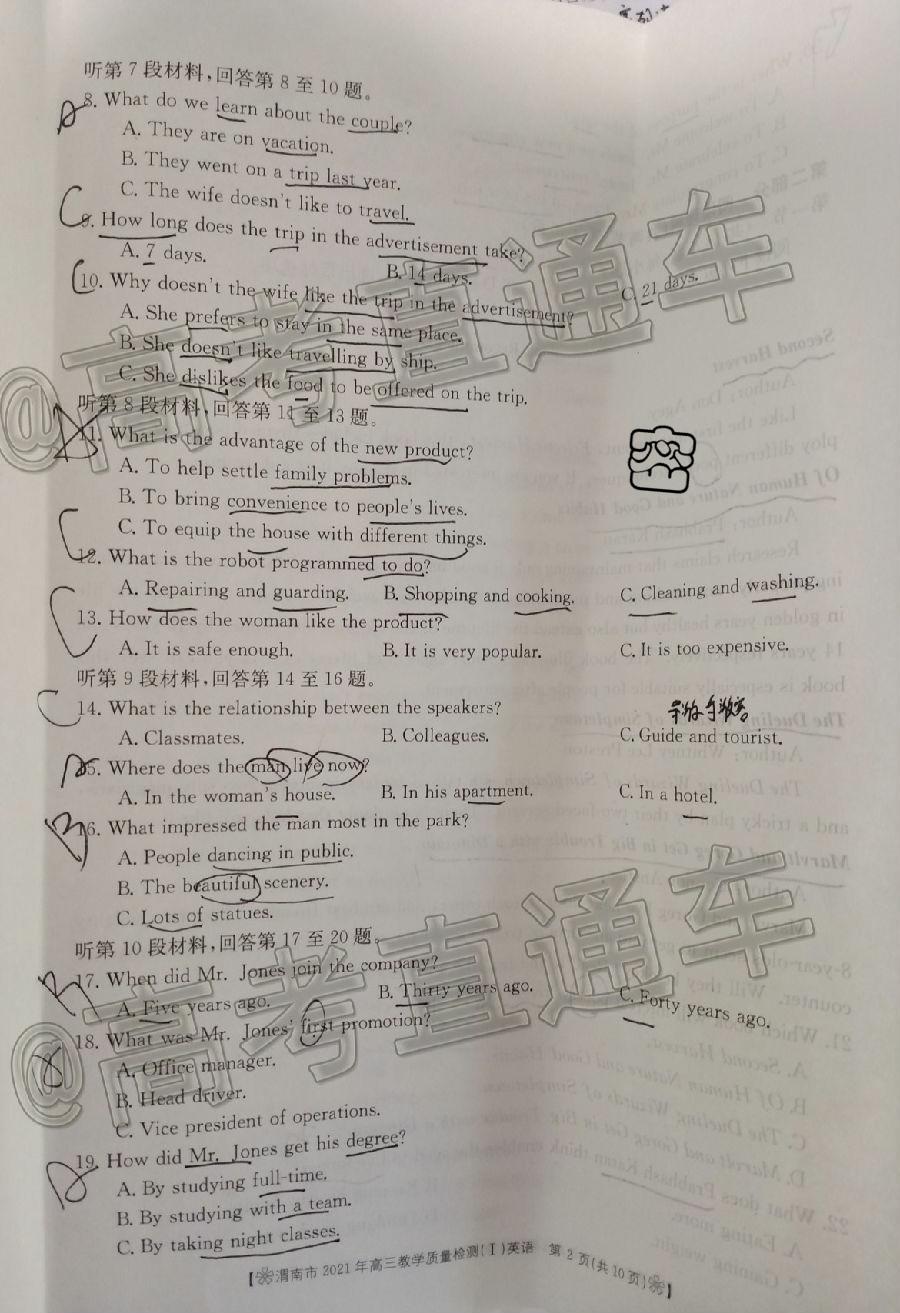 听第 7 段材料,回答第 8 至 10 题。
8. What do we learn about the couple?
A. They are on vacation.
B. They went on a trip last year.
C. The wife doesn't like to travel.
C
9. How long does the trip in the advertisement take?
A. 7 days. B. 14 days. C. 21 days.
C
10. Why doesn't the wife like the trip in the advertisement?
A. She prefers to stay in the same place.
B. She doesn't like travelling by ship.
C. She dislikes the food to be offered on the trip.
听第 8 段材料,回答第 11 至 13 题。
11. What is the advantage of the new product?
A. To help settle family problems.
B. To bring convenience to people's lives.
C. To equip the house with different things.
C
12. What is the robot programmed to do?
A. Repairing and guarding. B. Shopping and cooking. C. Cleaning and washing.
C
13. How does the woman like the product?
A. It is safe enough. B. It is very popular. C. It is too expensive.
听第 9 段材料,回答第 14 至 16 题。
C
14. What is the relationship between the speakers?
A. Classmates. B. Colleagues. C. Guide and tourist.
15. Where does the man live now?
A. In the woman's house. B. In his apartment. C. In a hotel.
B
16. What impressed the man most in the park?
A. People dancing in public.
B. The beautiful scenery.
C. Lots of statues.
听第 10 段材料,回答第 17 至 20 题。
B
17. When did Mr. Jones join the company?
A. Five years ago. B. Thirty years ago. C. Forty years ago.
18. What was Mr. Jones' first promotion?
A. Office manager.
B. Head driver.
C. Vice president of operations.
19. How did Mr. Jones get his degree?
A. By studying full-time.
B. By studying with a team.
C. By taking night classes.
【渭南市 2021 年高三教学质量检测(Ⅰ)英语 第 2 页(共 10 页)】
@高考直通车
@高考直通车